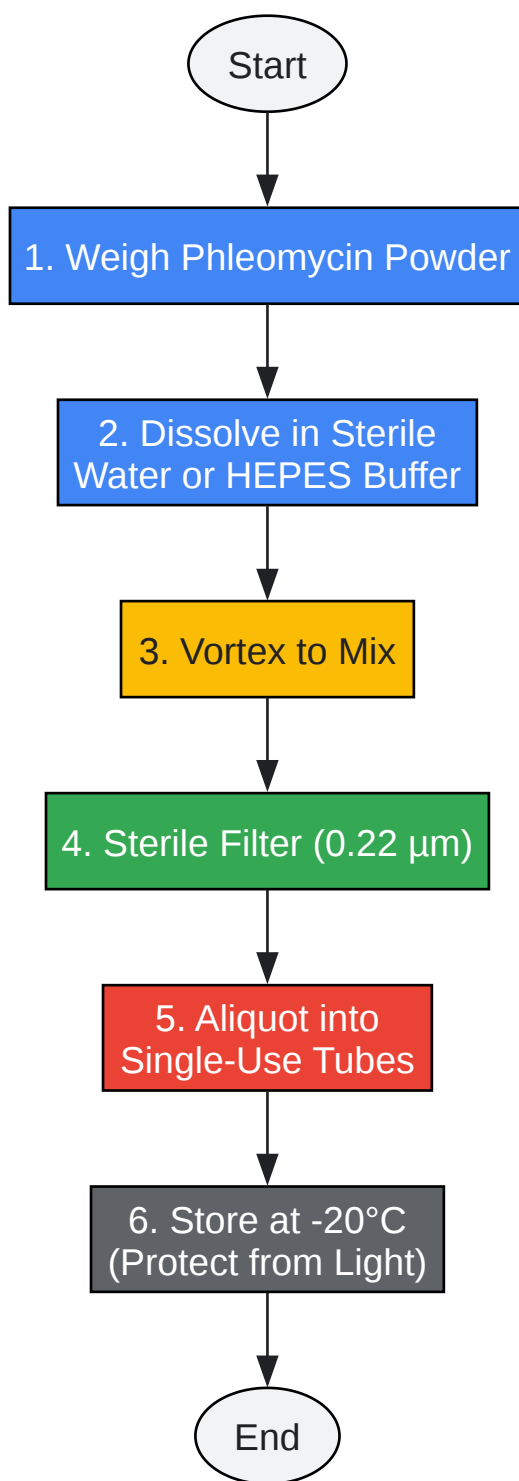 Start
1. Weigh Phleomycin Powder
2. Dissolve in Sterile
Water or HEPES Buffer
3. Vortex to Mix
4. Sterile Filter (0.22 µm)
5. Aliquot into
Single-Use Tubes
6. Store at -20°C
(Protect from Light)
End